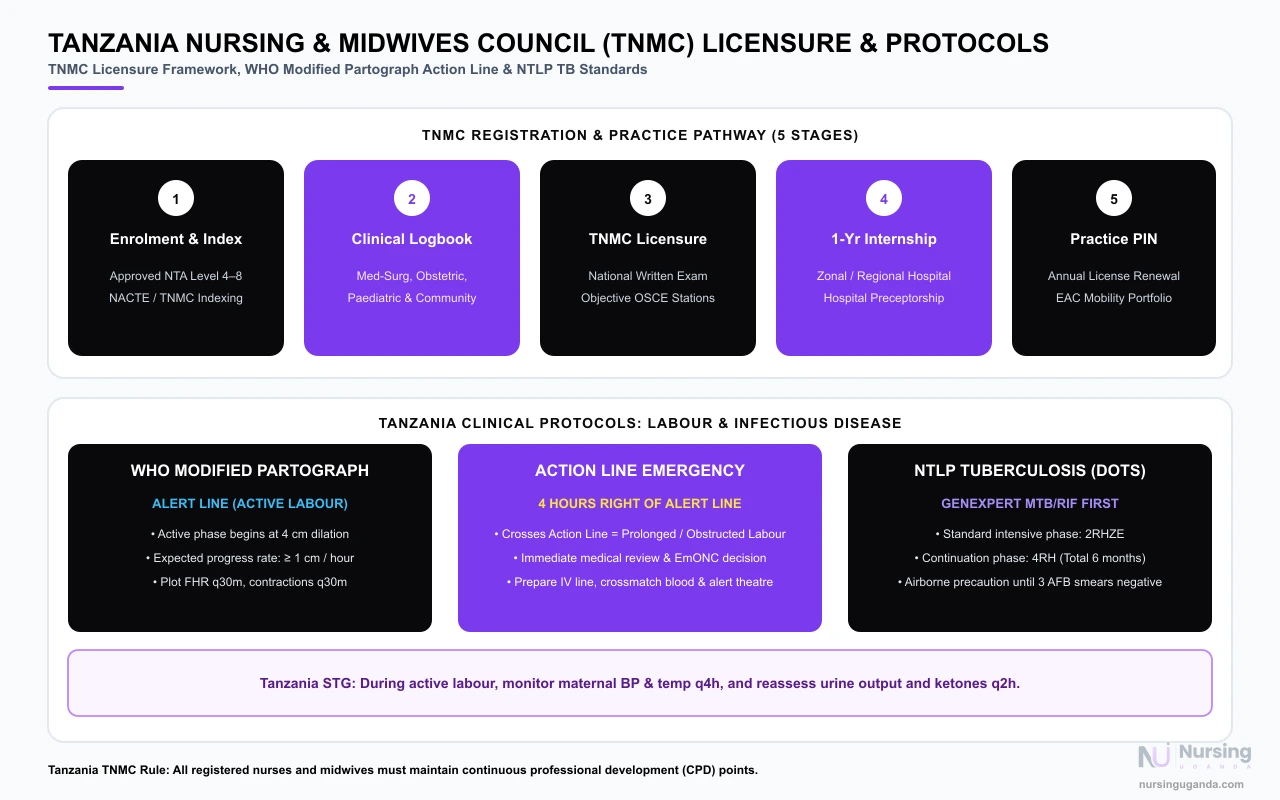 TANZANIA NURSING & MIDWIVES COUNCIL (TNMC) LICENSURE & PROTOCOLS
TNMC Licensure Framework, WHO Modified Partograph Action Line & NTLP TB Standards
TNMC REGISTRATION & PRACTICE PATHWAY (5 STAGES)
1
Enrolment & Index
Approved NTA Level 4–8
NACTE / TNMC Indexing
2
Clinical Logbook
Med-Surg, Obstetric,
Paediatric & Community
3
TNMC Licensure
National Written Exam
Objective OSCE Stations
4
1-Yr Internship
Zonal / Regional Hospital
Hospital Preceptorship
5
Practice PIN
Annual License Renewal
EAC Mobility Portfolio
TANZANIA CLINICAL PROTOCOLS: LABOUR & INFECTIOUS DISEASE
WHO MODIFIED PARTOGRAPH
ALERT LINE (ACTIVE LABOUR)
• Active phase begins at 4 cm dilation
• Expected progress rate: ≥ 1 cm / hour
• Plot FHR q30m, contractions q30m
ACTION LINE EMERGENCY
4 HOURS RIGHT OF ALERT LINE
• Crosses Action Line = Prolonged / Obstructed Labour
• Immediate medical review & EmONC decision
• Prepare IV line, crossmatch blood & alert theatre
NTLP TUBERCULOSIS (DOTS)
GENEXPERT MTB/RIF FIRST
• Standard intensive phase: 2RHZE
• Continuation phase: 4RH (Total 6 months)
• Airborne precaution until 3 AFB smears negative
Tanzania STG: During active labour, monitor maternal BP & temp q4h, and reassess urine output and ketones q2h.
Tanzania TNMC Rule: All registered nurses and midwives must maintain continuous professional development (CPD) points.
NU Nursing
UGANDA
nursinguganda.com